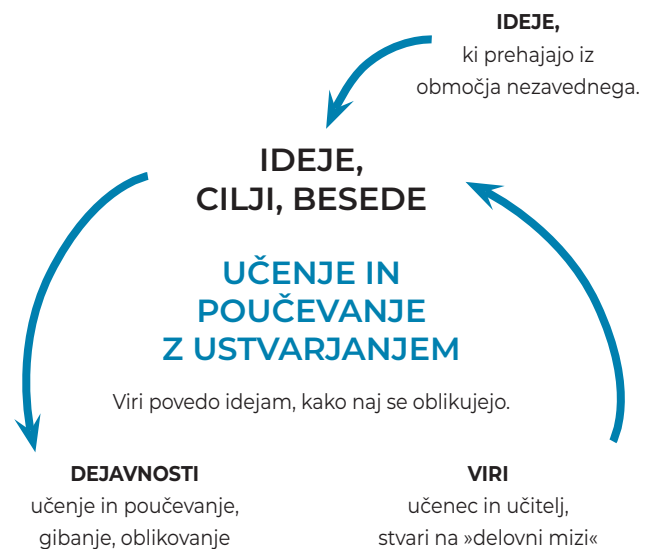 IDEJE,
ki prehajajo iz
območja nezavednega.
IDEJE,
CILJI, BESEDE
UČENJE IN
POUČEVANJE
Z USTVARJANJEM
Viri povedo idejam, kako naj se oblikujejo.
DEJAVNOSTI
učenje in poučevanje,
gibanje, oblikovanje
VIRI
učenec in učitelj,
stvari na »delovni mizi«